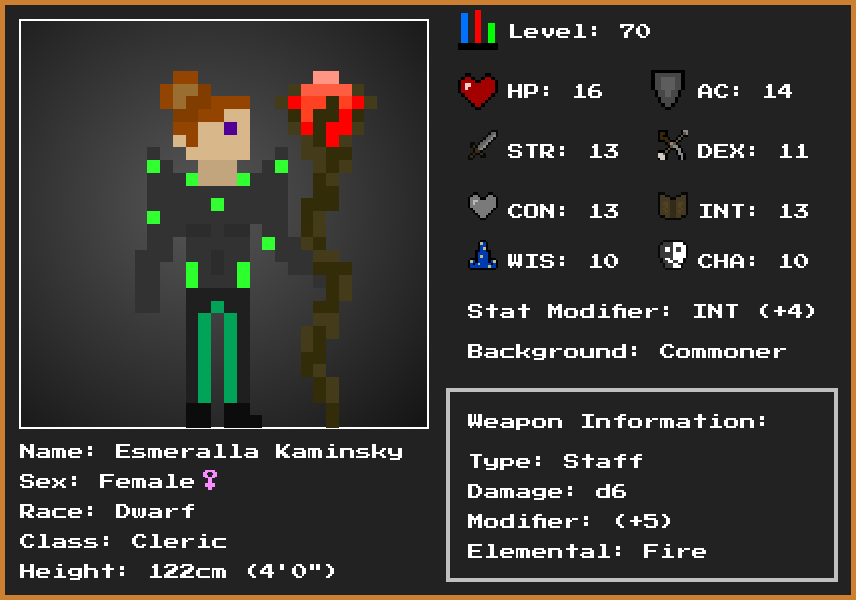 Level: 70
HP: 16 AC: 14
STR: 13 DEX: 11
CON: 13 INT: 13
WIS: 10 CHA: 10
Stat Modifier: INT (+4)
Background: Commoner
Weapon Information:
Type: Staff
Damage: d6
Modifier: (+5)
Elemental: Fire
Name: Esmeralla Kaminsky
Sex: Female♀
Race: Dwarf
Class: Cleric
Height: 122cm (4'0")